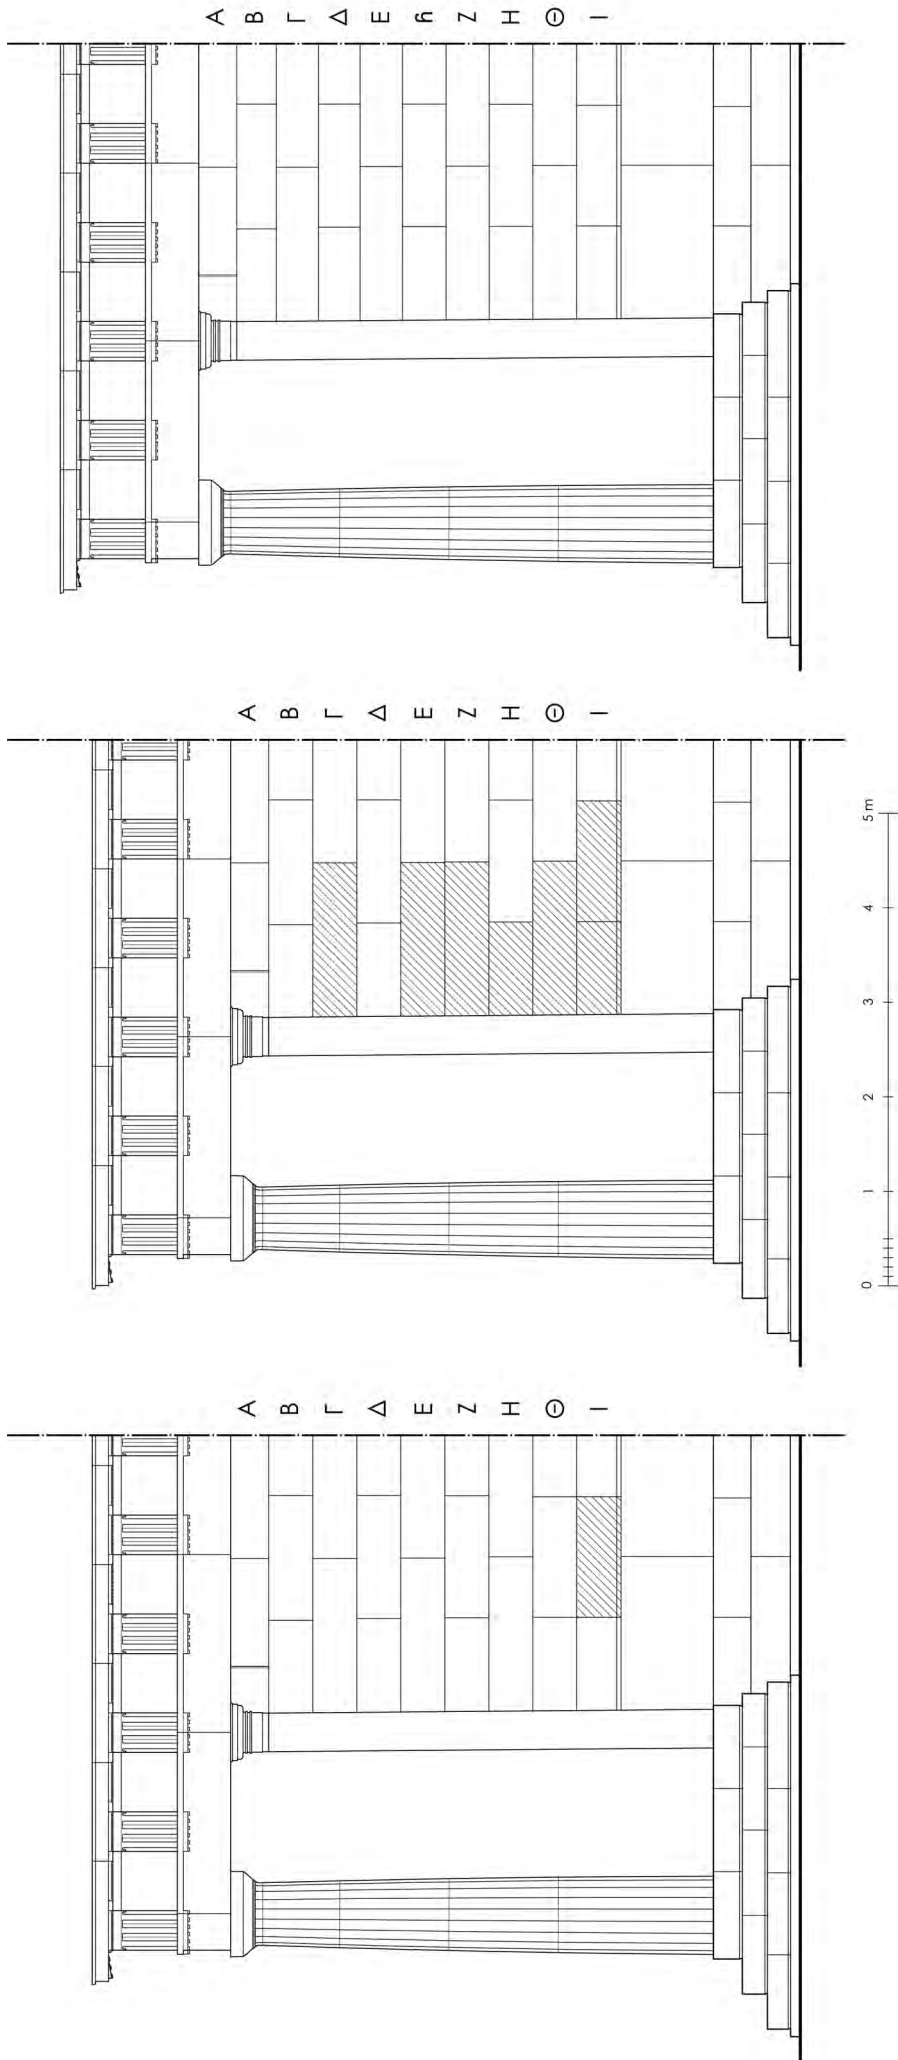 Α Β Γ Δ Ε ϛ Ζ Η Θ Ι
Α Β Γ Δ Ε Ζ Η Θ Ι
0 1 2 3 4 5 m
Α Β Γ Δ Ε Ζ Η Θ Ι